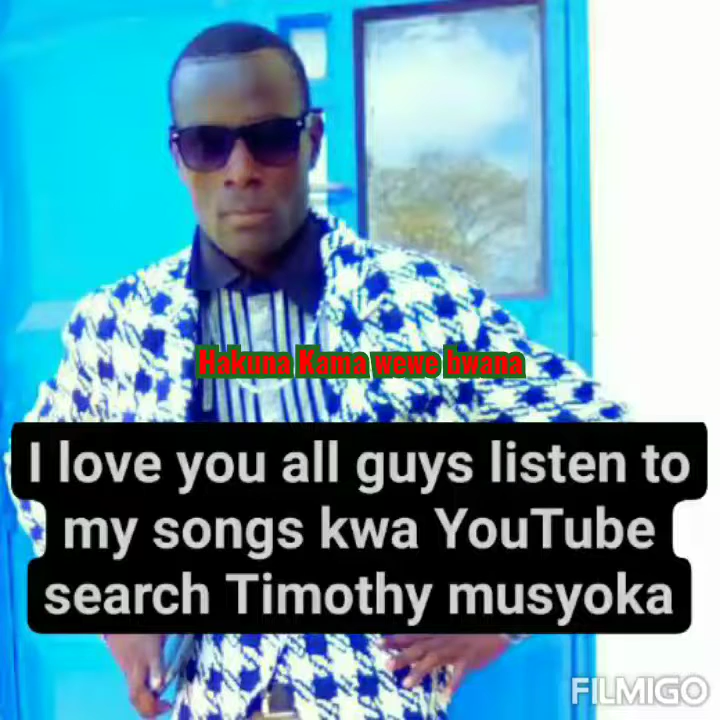 Hakuna Kama wewe bwana
I love you all guys listen to
my songs kwa YouTube
search Timothy musyoka
FILMIGO